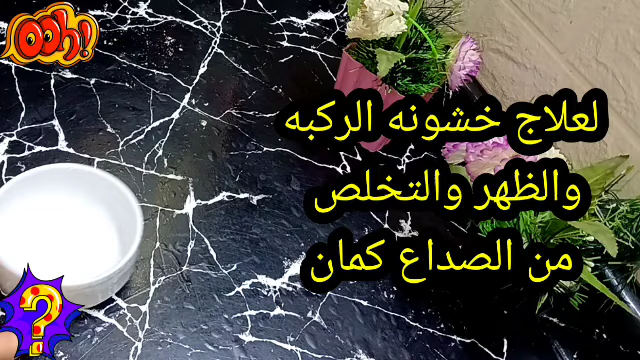 ooh!
لعلاج خشونه الركبه
والظهر والتخلص
من الصداع كمان
?